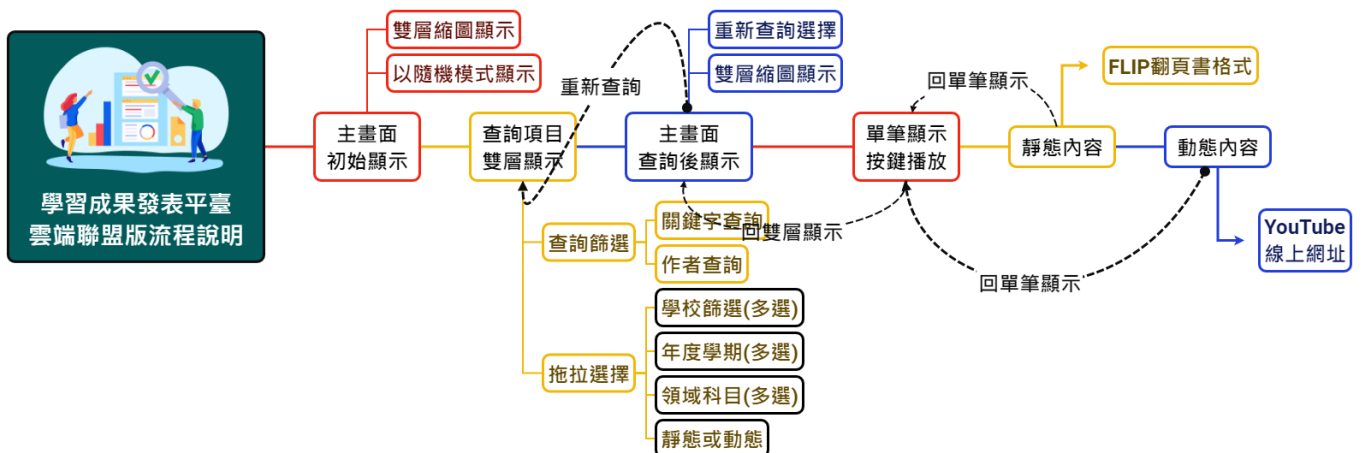 學習成果發表平臺
雲端聯盟版流程說明
主畫面
初始顯示
雙層縮圖顯示
以隨機模式顯示
查詢項目
雙層顯示
查詢篩選
關鍵字查詢
作者查詢
拖拉選擇
學校篩選(多選)
年度學期(多選)
領域科目(多選)
靜態或動態
重新查詢
主畫面
查詢後顯示
重新查詢選擇
雙層縮圖顯示
回雙層顯示
單筆顯示
按鍵播放
回單筆顯示
靜態內容
FLIP翻頁書格式
動態內容
YouTube
線上網址
回單筆顯示